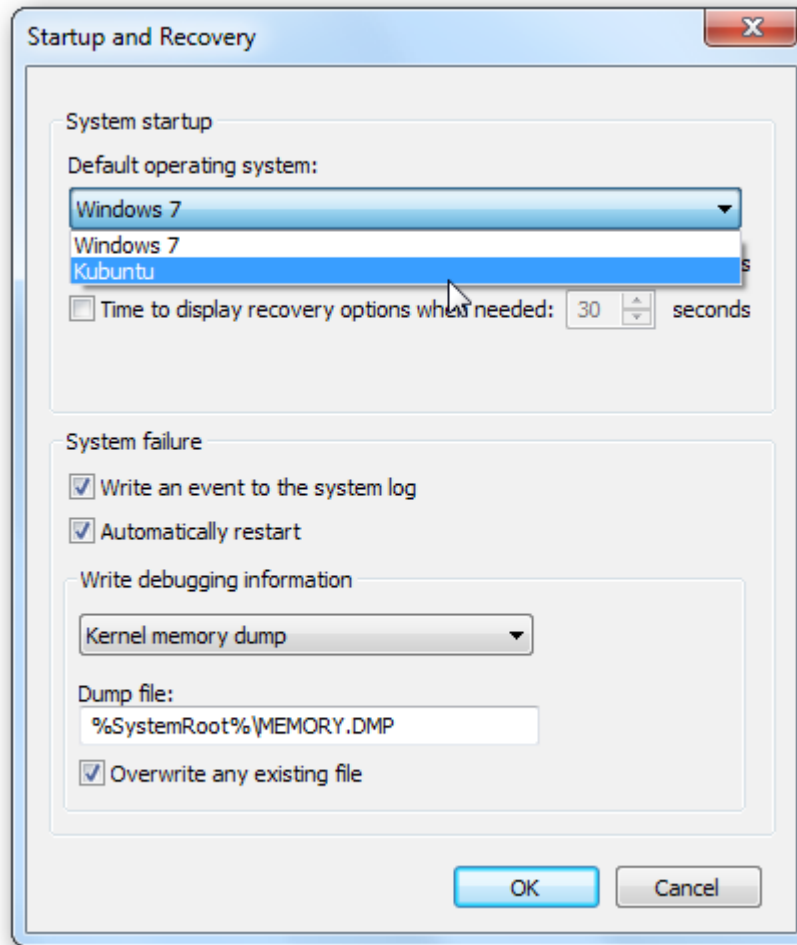 Startup and Recovery
System startup
Default operating system:
Windows 7
Windows 7
Kubuntu
Time to display recovery options when needed: 30 seconds
System failure
Write an event to the system log
Automatically restart
Write debugging information
Kernel memory dump
Dump file:
%SystemRoot%\MEMORY.DMP
Overwrite any existing file
OK Cancel